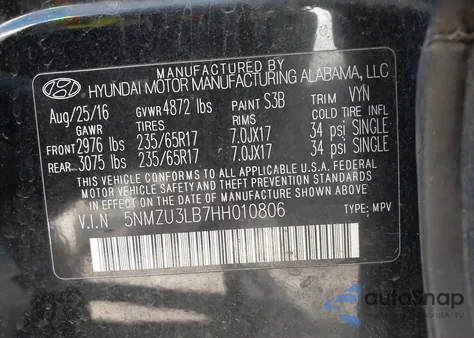 MANUFACTURED BY
HYUNDAI MOTOR MANUFACTURING ALABAMA, LLC
Aug/25/16 GVWR 4872 lbs PAINT S3B TRIM VYN
GAWR TIRES RIMS COLD TIRE INFL
FRONT 2976 lbs 235/65R17 7.0JX17 34 psi SINGLE
REAR 3075 lbs 235/65R17 7.0JX17 34 psi SINGLE
THIS VEHICLE CONFORMS TO ALL APPLICABLE U.S.A. FEDERAL
MOTOR VEHICLE SAFETY AND THEFT PREVENTION STANDARDS
IN EFFECT ON THE DATE OF MANUFACTURE SHOWN ABOVE.
V.I.N 5NMZU3LB7HH010806 TYPE: MPV
autoSnap